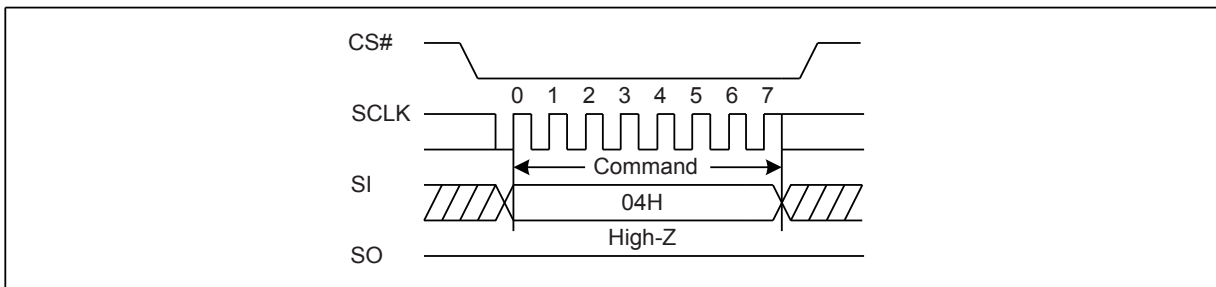 CS#
0 1 2 3 4 5 6 7
SCLK
Command
SI
04H
High-Z
SO